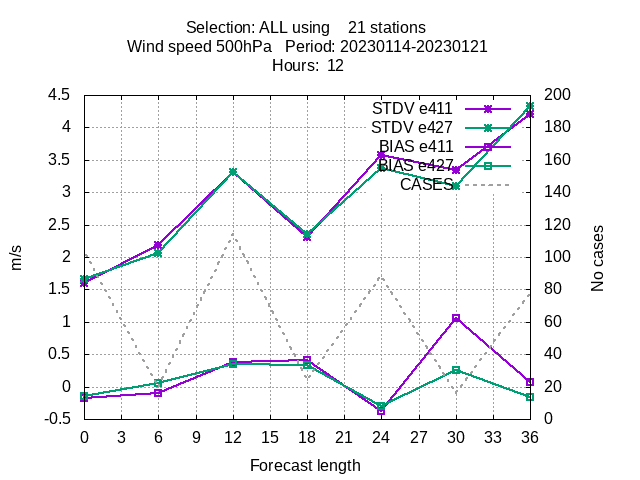 Selection: ALL using 21 stations
Wind speed 500hPa Period: 20230114-20230121
Hours: 12
4.5 200
STDV e411
4 180
STDV e427
BIAS e411
3.5 160
BIAS e427
CASES
3 140
2.5 120
2 100
m/s
No cases
1.5 80
1 60
0.5 40
0 20
-0.5 0
0 3 6 9 12 15 18 21 24 27 30 33 36
Forecast length